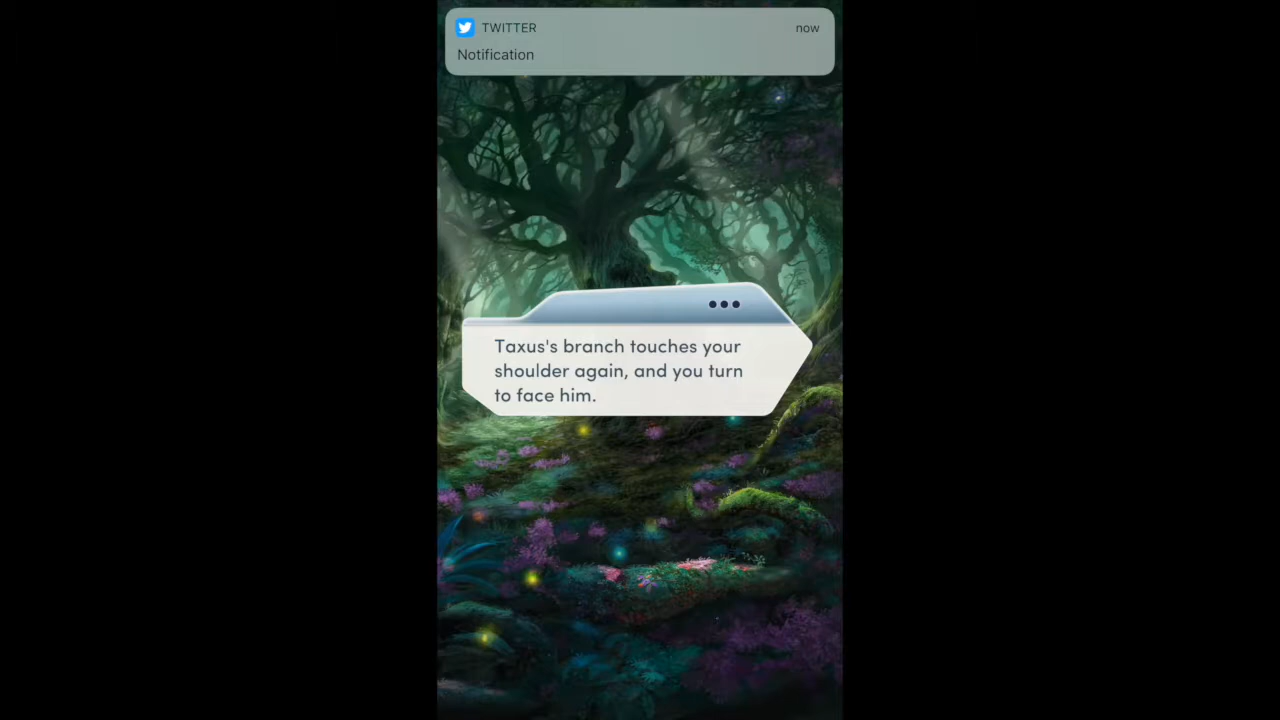 TWITTER now
Notification
Taxus's branch touches your
shoulder again, and you turn
to face him.